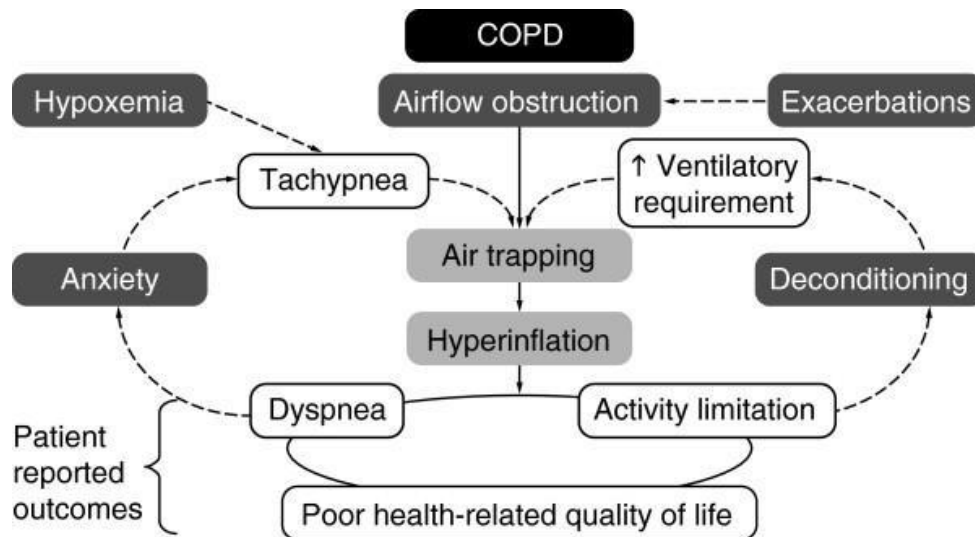 COPD
Hypoxemia
Airflow obstruction
Exacerbations
Tachypnea
↑ Ventilatory
requirement
Air trapping
Anxiety
Deconditioning
Hyperinflation
Dyspnea
Activity limitation
Patient
reported
outcomes
Poor health-related quality of life